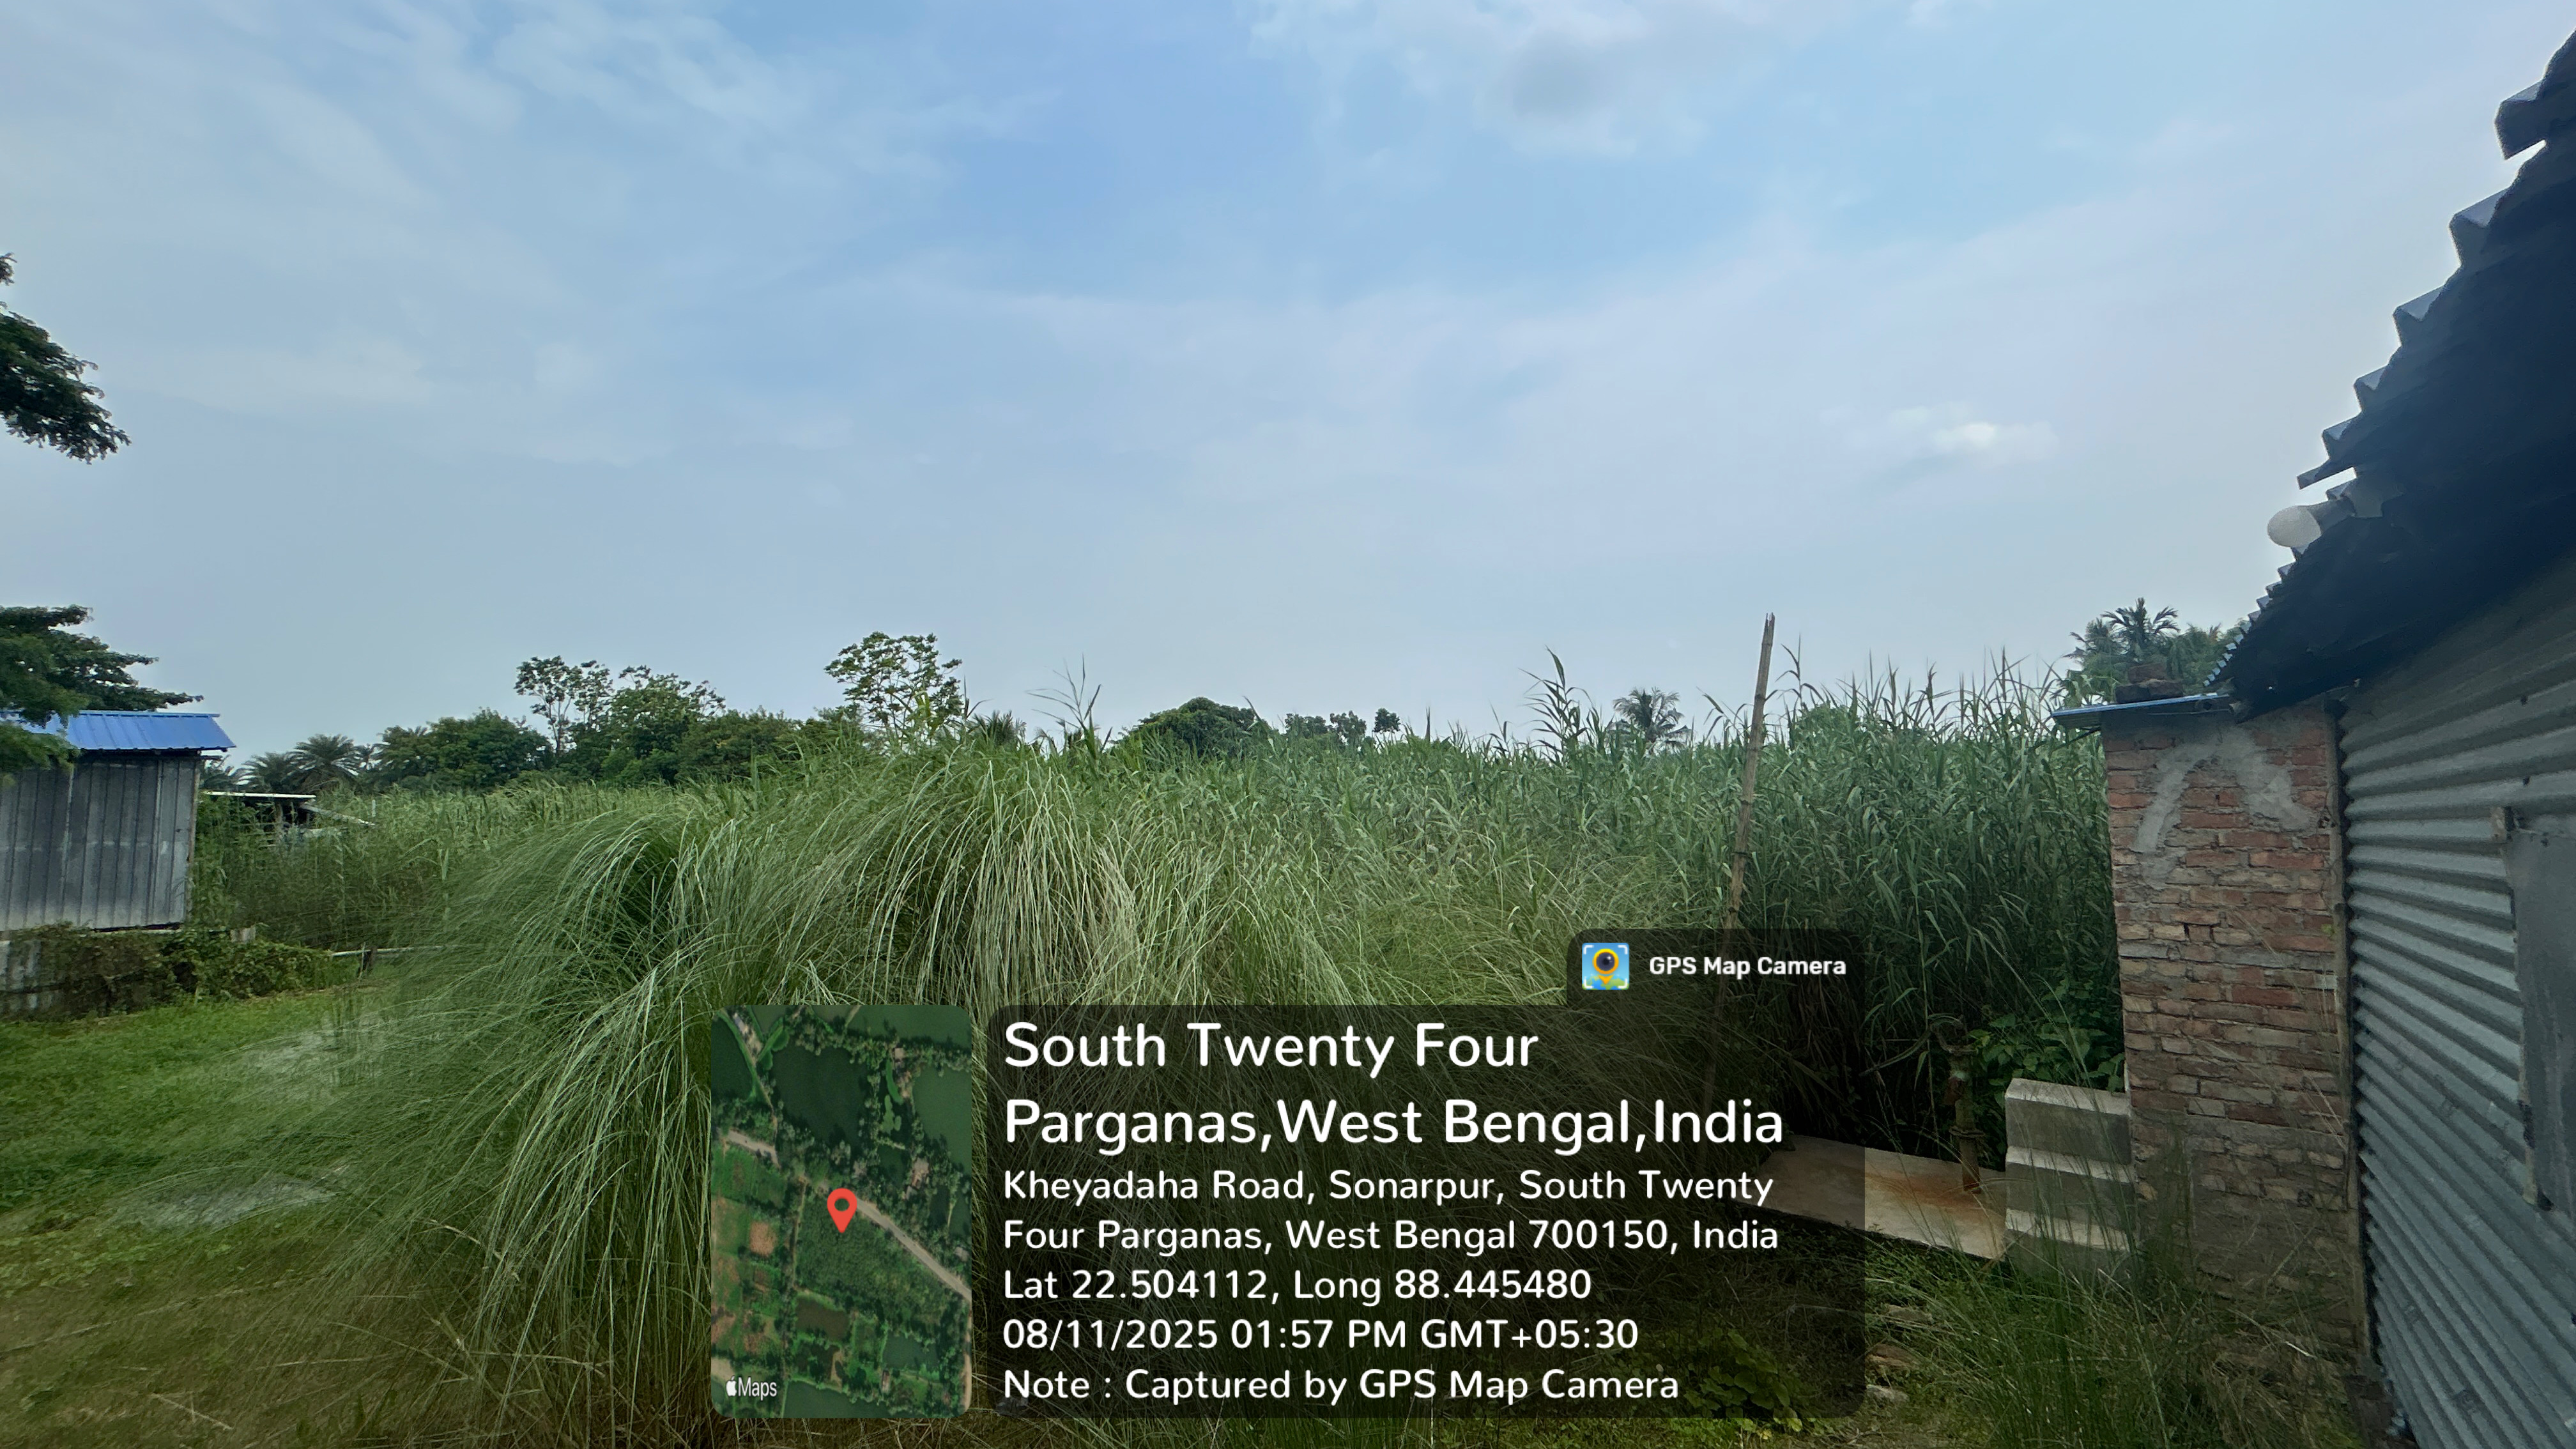 GPS Map Camera
South Twenty Four
Parganas,West Bengal,India
Kheyadaha Road, Sonarpur, South Twenty
Four Parganas, West Bengal 700150, India
Lat 22.504112, Long 88.445480
08/11/2025 01:57 PM GMT+05:30
Note : Captured by GPS Map Camera
Maps